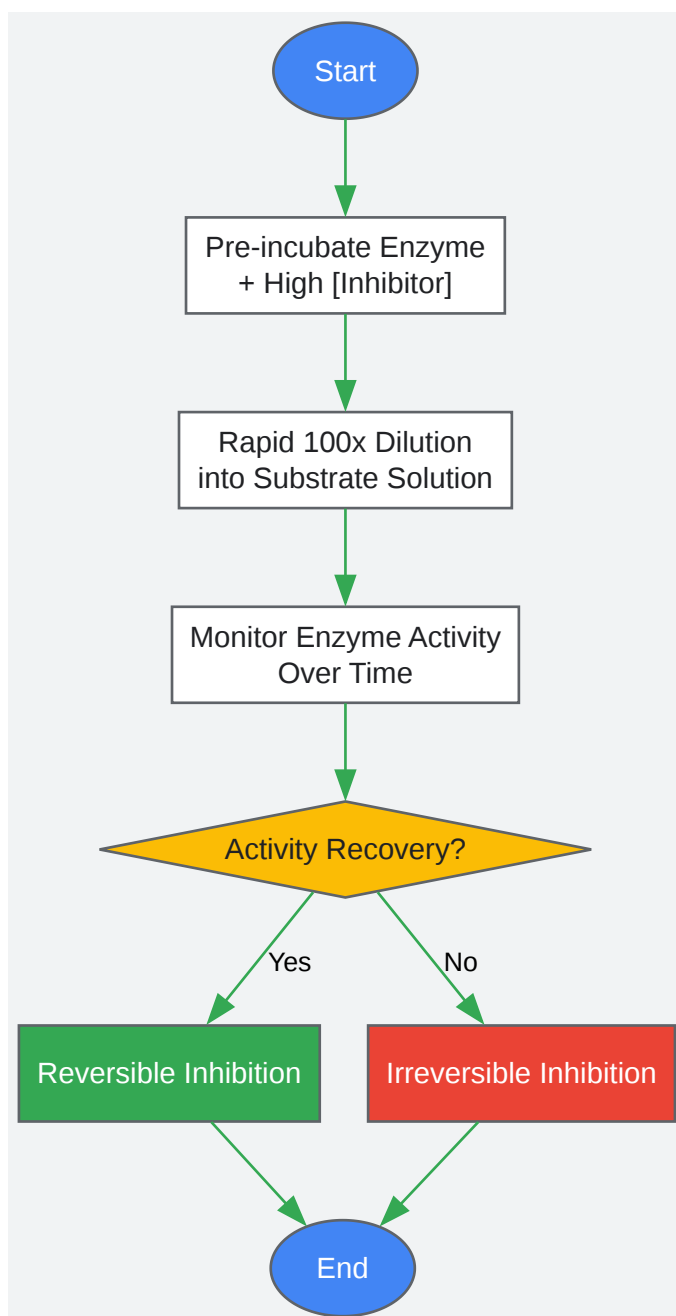 Start
Pre-incubate Enzyme
+ High [Inhibitor]
Rapid 100x Dilution
into Substrate Solution
Monitor Enzyme Activity
Over Time
Activity Recovery?
Yes
No
Reversible Inhibition
Irreversible Inhibition
End